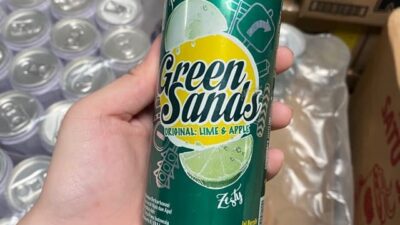 Green
Sands
ORIGINAL: LIME & APPLE
Zesty